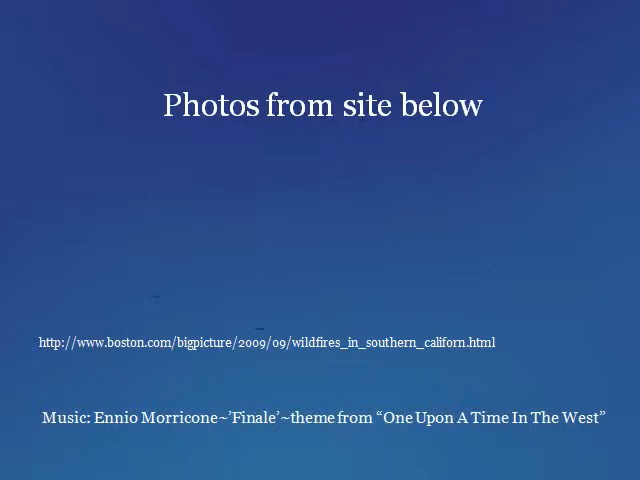 Photos from site below
http://www.boston.com/bigpicture/2009/09/wildfires_in_southern_californ.html
Music: Ennio Morricone~’Finale’~theme from “One Upon A Time In The West”